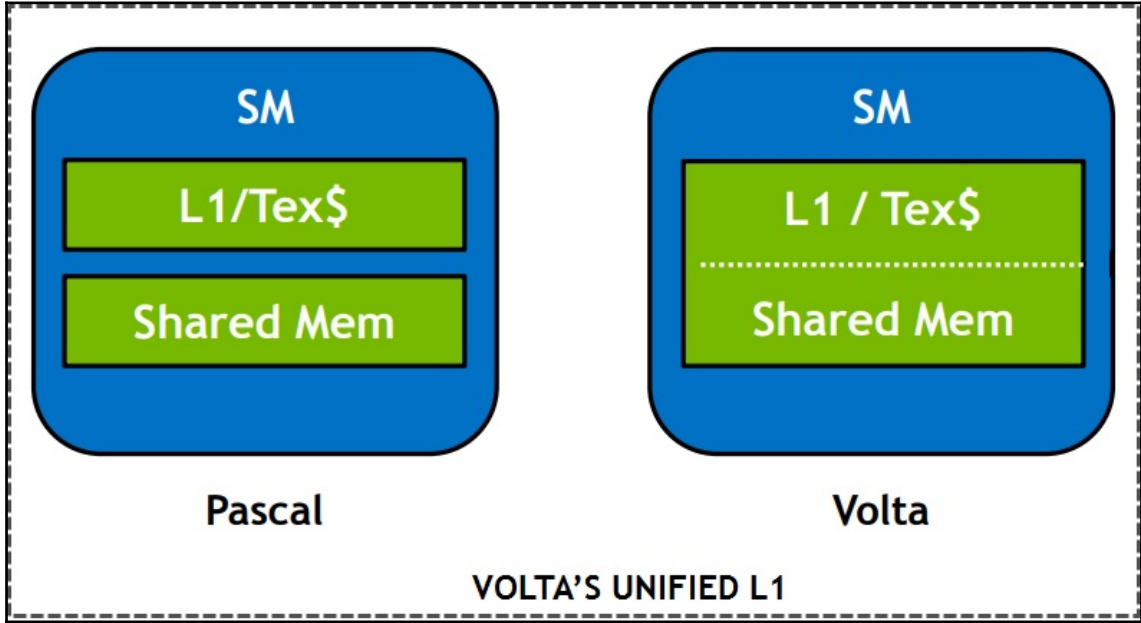 SM
L1/Tex$
Shared Mem
Pascal
SM
L1 / Tex$
Shared Mem
Volta
VOLTA'S UNIFIED L1